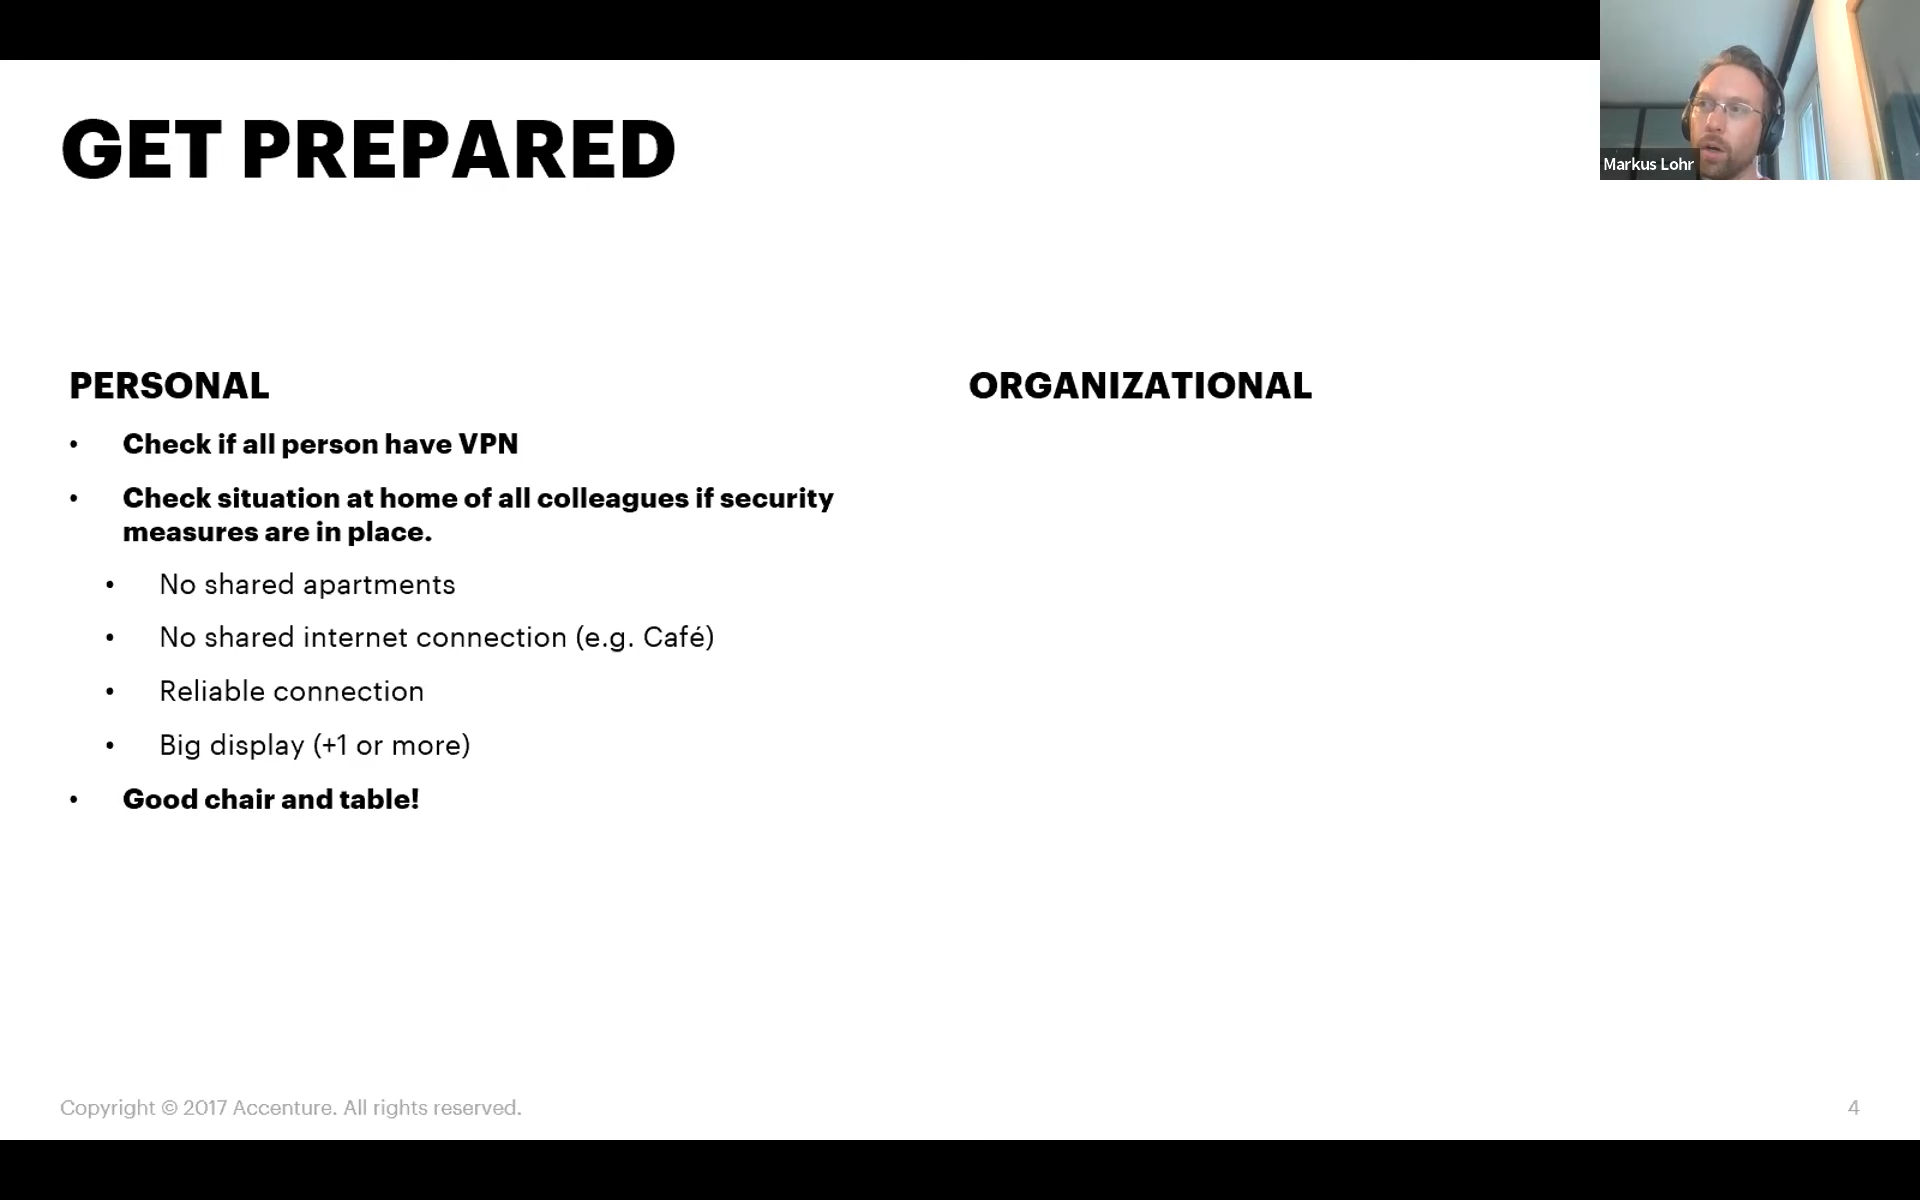 Markus Lohr
GET PREPARED
PERSONAL
• Check if all person have VPN
• Check situation at home of all colleagues if security
measures are in place.
• No shared apartments
• No shared internet connection (e.g. Café)
• Reliable connection
• Big display (+1 or more)
• Good chair and table!
ORGANIZATIONAL
Copyright © 2017 Accenture. All rights reserved.
4